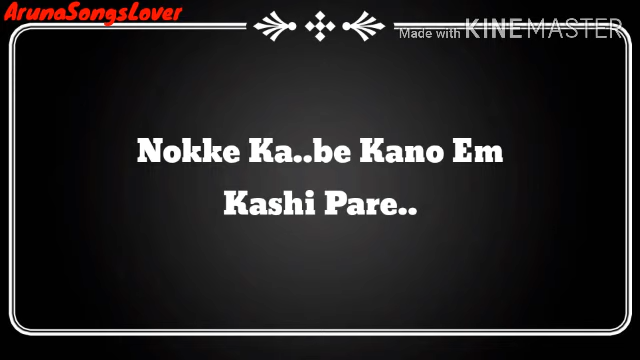 ArunaSongsLover
Made with KINEMASTER
Nokke Ka..be Kano Em
Kashi Pare..